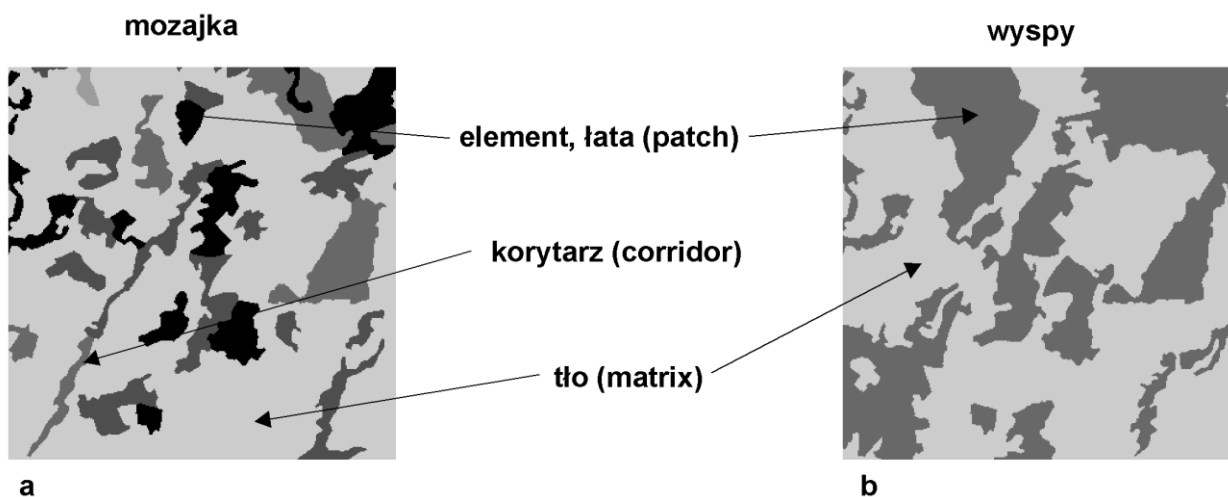 mozajka
wyspy
element, łata (patch)
korytarz (corridor)
tło (matrix)
a
b